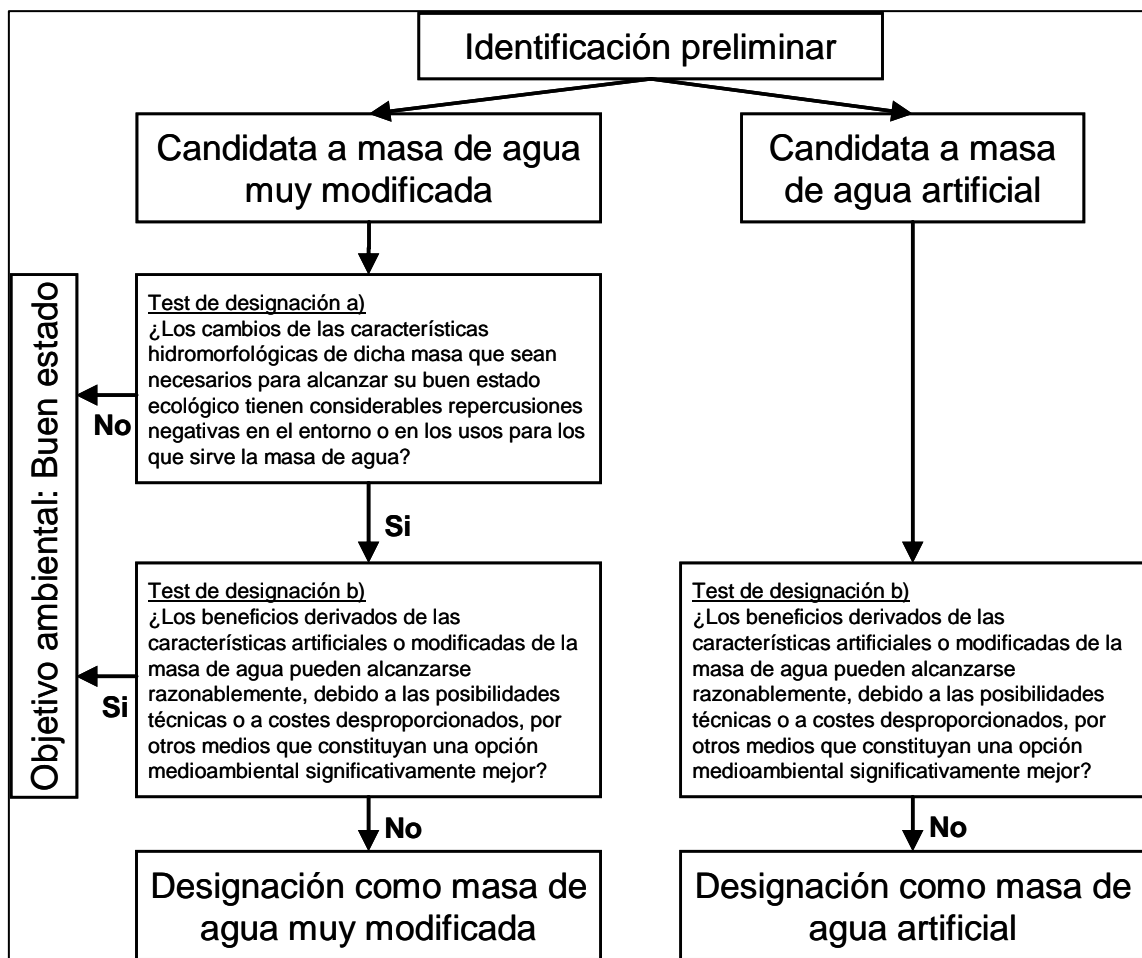 Identificación preliminar
Candidata a masa de agua
muy modificada
Candidata a masa
de agua artificial
Objetivo ambiental: Buen estado
Test de designación a)
¿Los cambios de las características
hidromorfológicas de dicha masa que sean
necesarios para alcanzar su buen estado
ecológico tienen considerables repercusiones
negativas en el entorno o en los usos para los
que sirve la masa de agua?
No
Si
Test de designación b)
¿Los beneficios derivados de las
características artificiales o modificadas de la
masa de agua pueden alcanzarse
razonablemente, debido a las posibilidades
técnicas o a costes desproporcionados, por
otros medios que constituyan una opción
medioambiental significativamente mejor?
Si
No
Test de designación b)
¿Los beneficios derivados de las
características artificiales o modificadas de la
masa de agua pueden alcanzarse
razonablemente, debido a las posibilidades
técnicas o a costes desproporcionados, por
otros medios que constituyan una opción
medioambiental significativamente mejor?
No
Designación como masa de
agua muy modificada
Designación como masa de
agua artificial